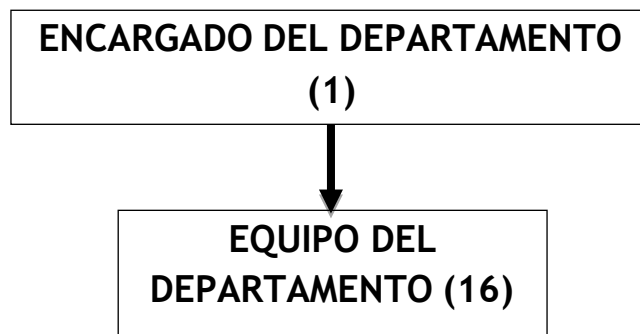 ENCARGADO DEL DEPARTAMENTO
(1)
EQUIPO DEL
DEPARTAMENTO (16)